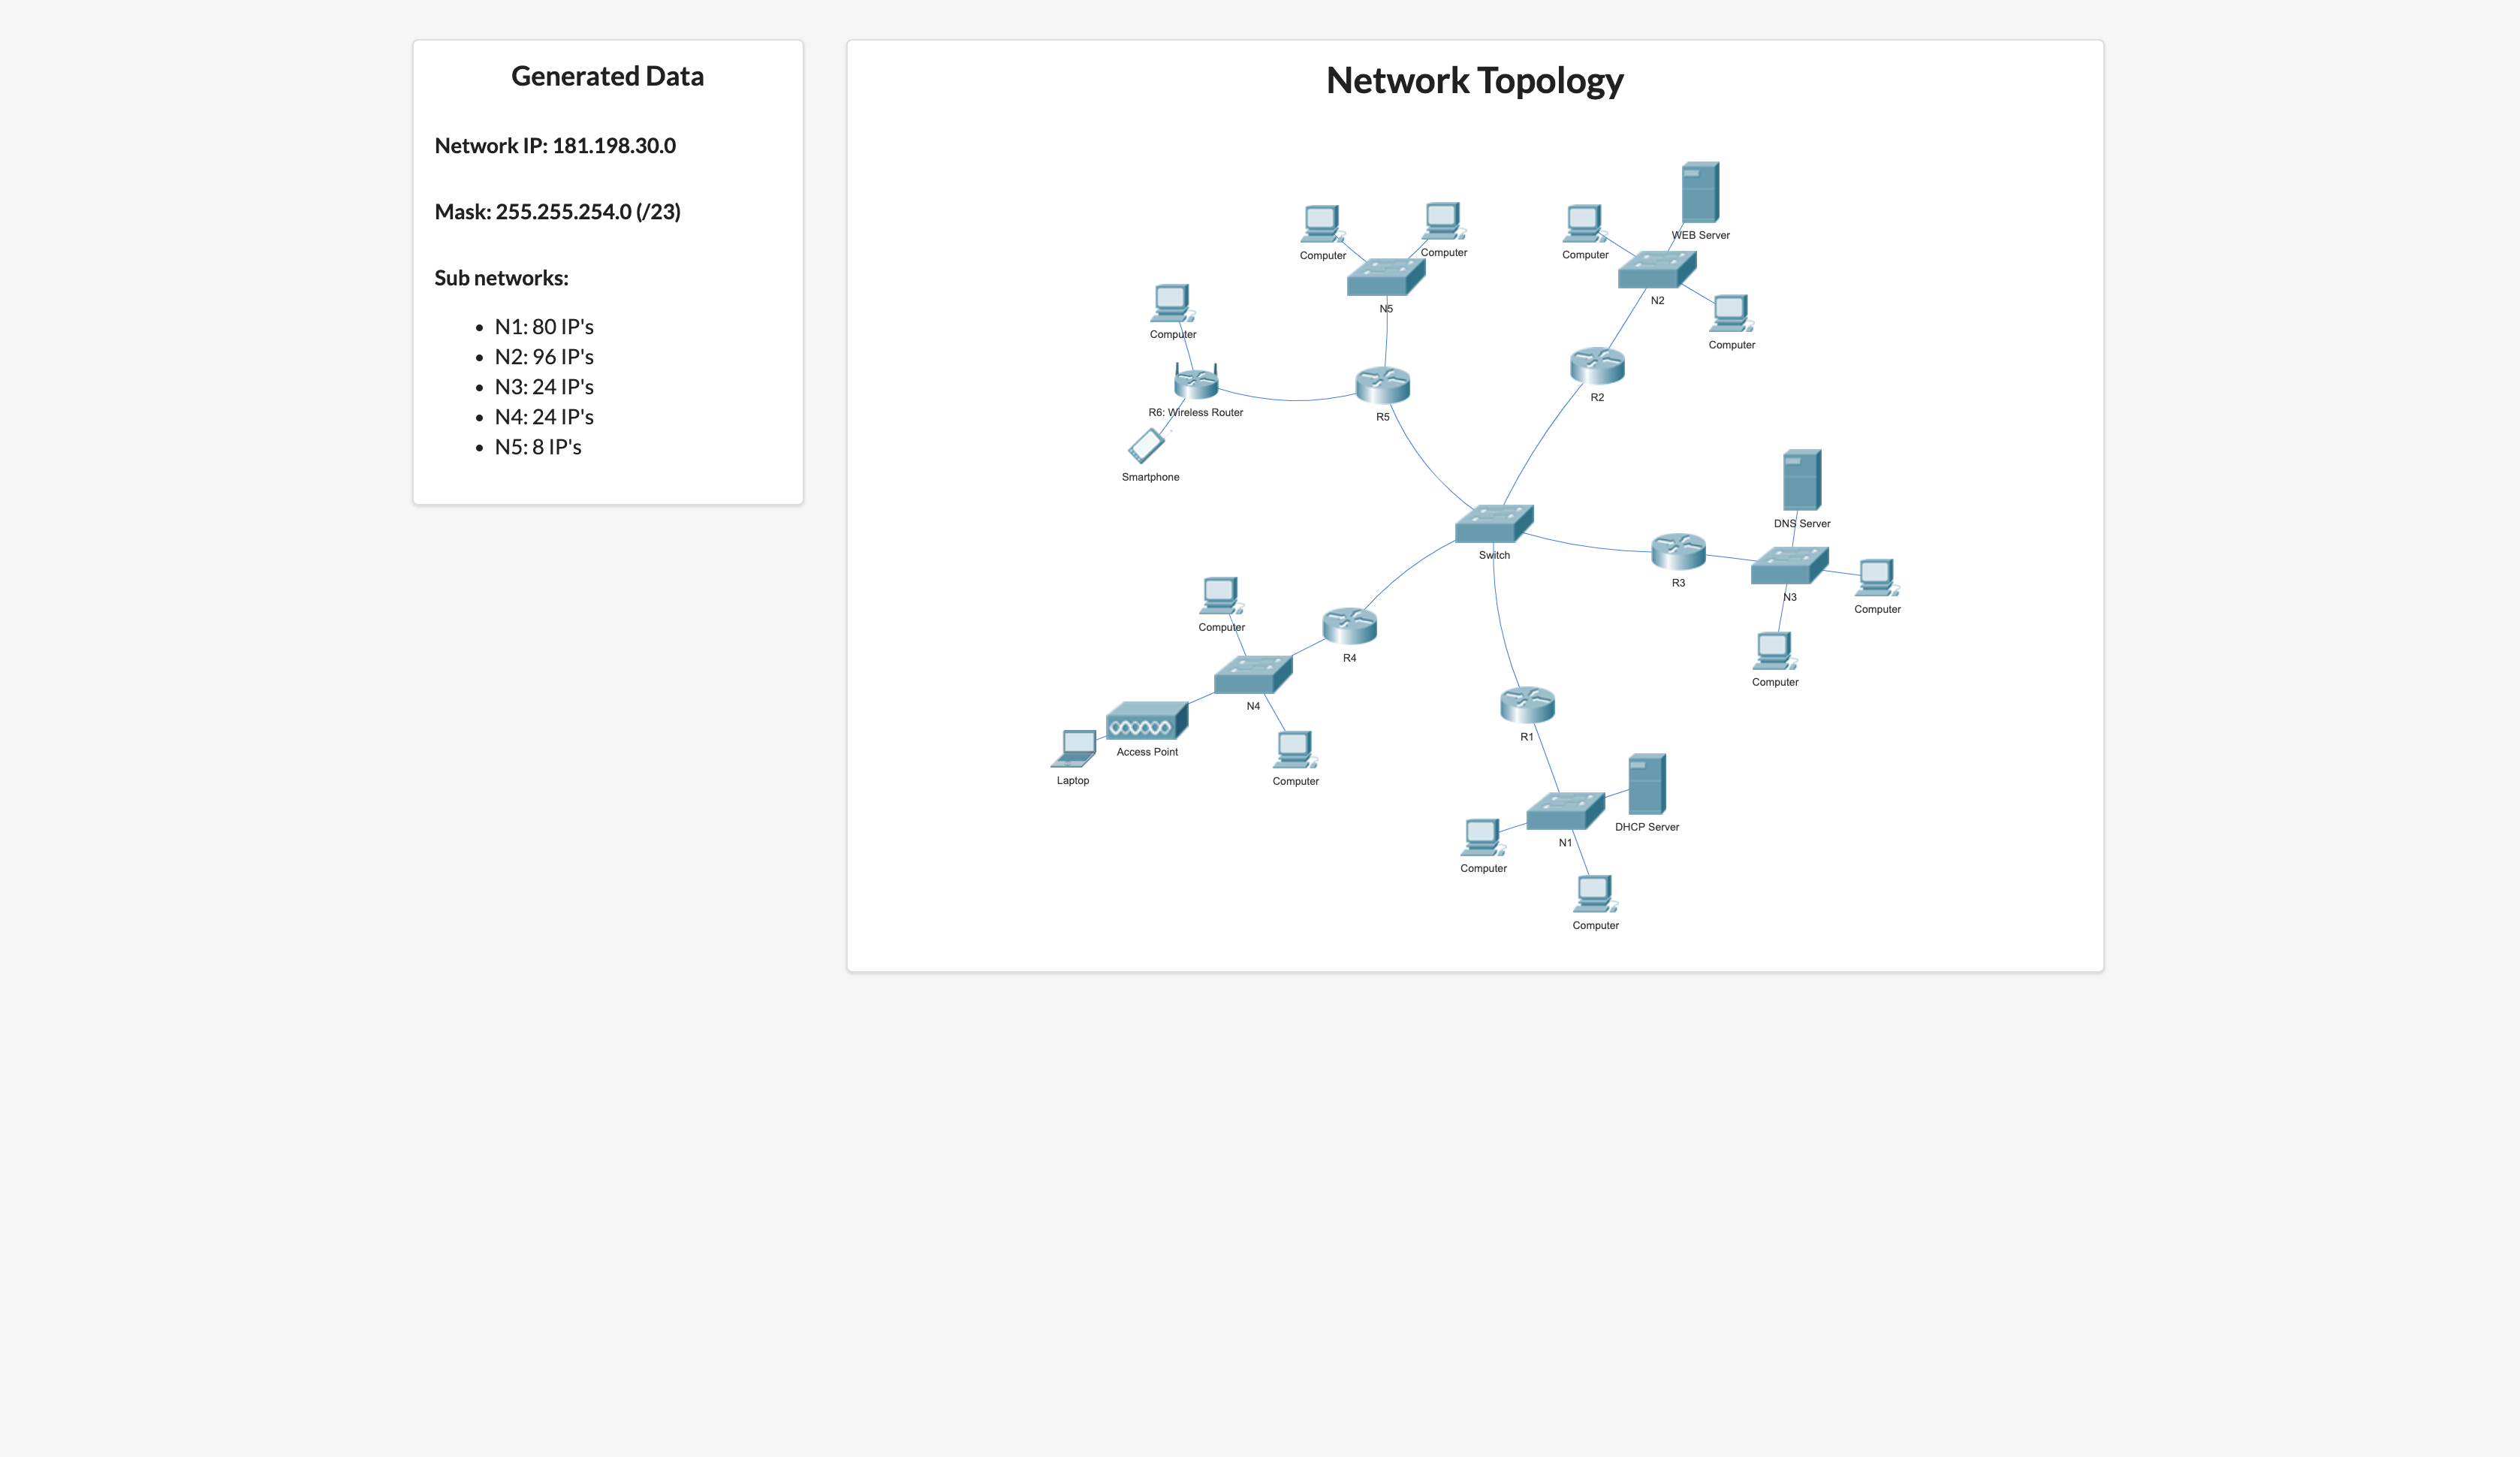 Generated Data
Network IP: 181.198.30.0
Mask: 255.255.254.0 (/23)
Sub networks:
N1: 80 IP's
N2: 96 IP's
N3: 24 IP's
N4: 24 IP's
N5: 8 IP's
Network Topology
WEB Server
Computer
Computer
Computer
N2
N5
Computer
Computer
R2
R6: Wireless Router
R5
Smartphone
DNS Server
Switch
R3
N3
Computer
Computer
R4
Computer
N4
R1
Access Point
Laptop
Computer
DHCP Server
N1
Computer
Computer